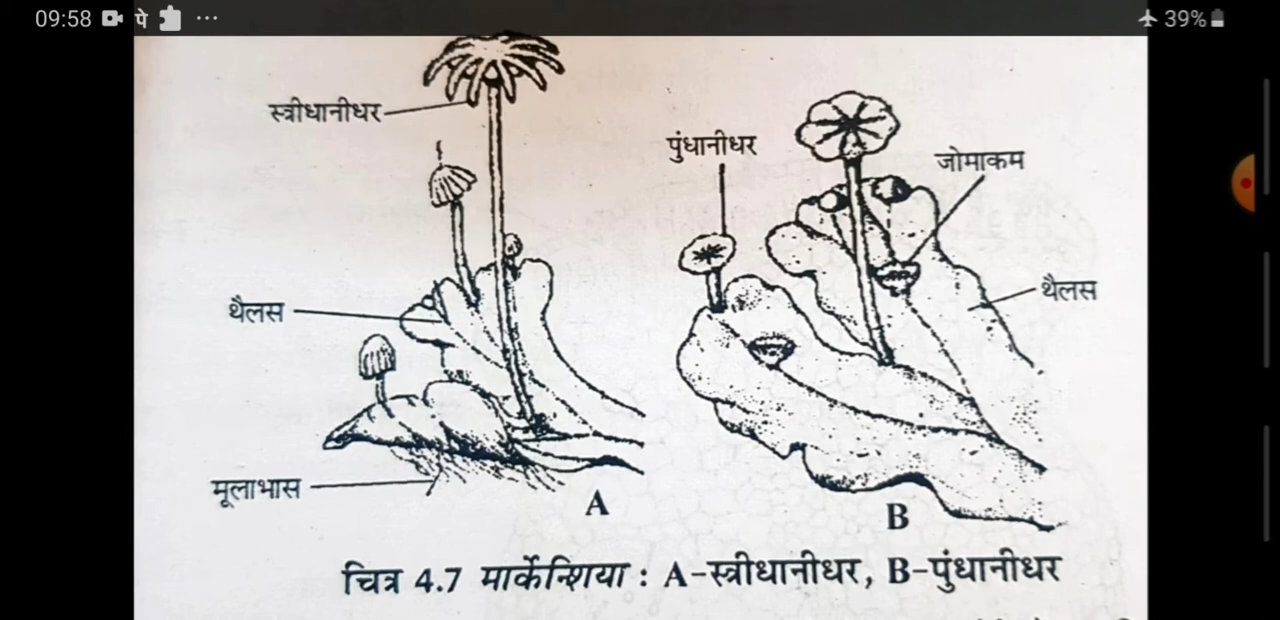 09:58 पे ... 39%
स्त्रीधानीधर
पुंधानीधर
जोमाकम
थैलस
थैलस
मूलाभास
A
B
चित्र 4.7 मार्केन्शिया : A-स्त्रीधानीधर, B-पुंधानीधर